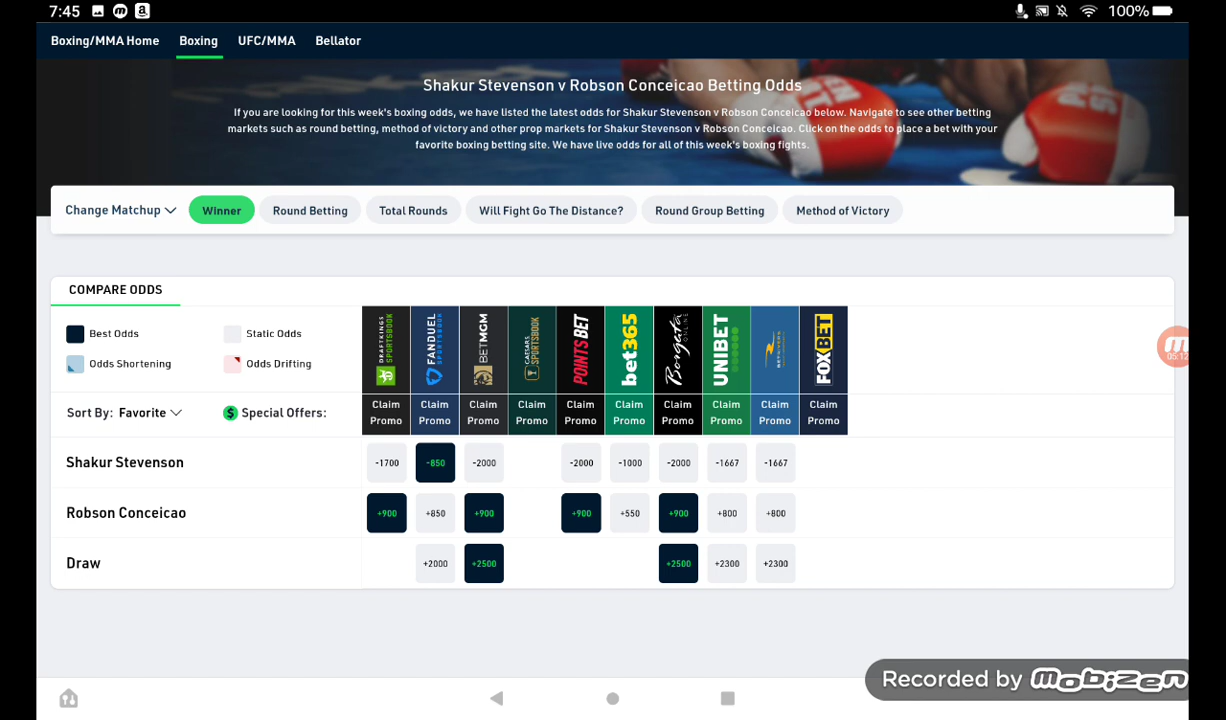 7:45
100%
Boxing/MMA Home Boxing UFC/MMA Bellator
Shakur Stevenson v Robson Conceicao Betting Odds
If you are looking for this week's boxing odds, we have listed the latest odds for Shakur Stevenson v Robson Conceicao below. Navigate to see other betting
markets such as round betting, method of victory and other prop markets for Shakur Stevenson v Robson Conceicao. Click on the odds to place a bet with your
favorite boxing betting site. We have live odds for all of this week's boxing fights.
Change Matchup Winner Round Betting Total Rounds Will Fight Go The Distance? Round Group Betting Method of Victory
COMPARE ODDS
Best Odds Static Odds
Odds Shortening Odds Drifting
DRAFTKINGS SPORTSBOOK
FANDUEL SPORTSBOOK
BETMGM
CAESARS SPORTSBOOK
POINTSBET
bet365
Borgata ONLINE
UNIBET
FOXBET
05:12
Sort By: Favorite $ Special Offers:
Claim Claim Claim Claim Claim Claim Claim Claim Claim Claim
Promo Promo Promo Promo Promo Promo Promo Promo Promo Promo
Shakur Stevenson -1700 -850 -2000 -2000 -1000 -2000 -1667 -1667
Robson Conceicao +900 +850 +900 +900 +550 +900 +800 +800
Draw +2000 +2500 +2500 +2300 +2300
Recorded by mobizen